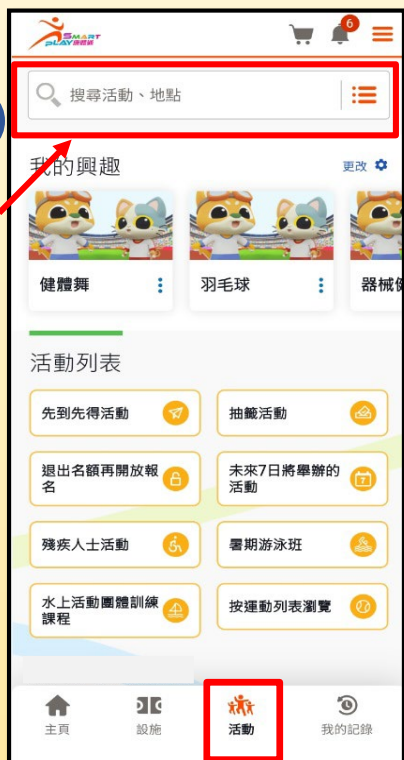 SMART
PLAY康體通
6
搜尋活動、地點
我的興趣
更改
健體舞
羽毛球
器械健
活動列表
先到先得活動
抽籤活動
退出名額再開放報
名
未來7日將舉辦的
活動
7
殘疾人士活動
暑期游泳班
水上活動團體訓練
課程
按運動列表瀏覽
主頁
設施
活動
我的記錄